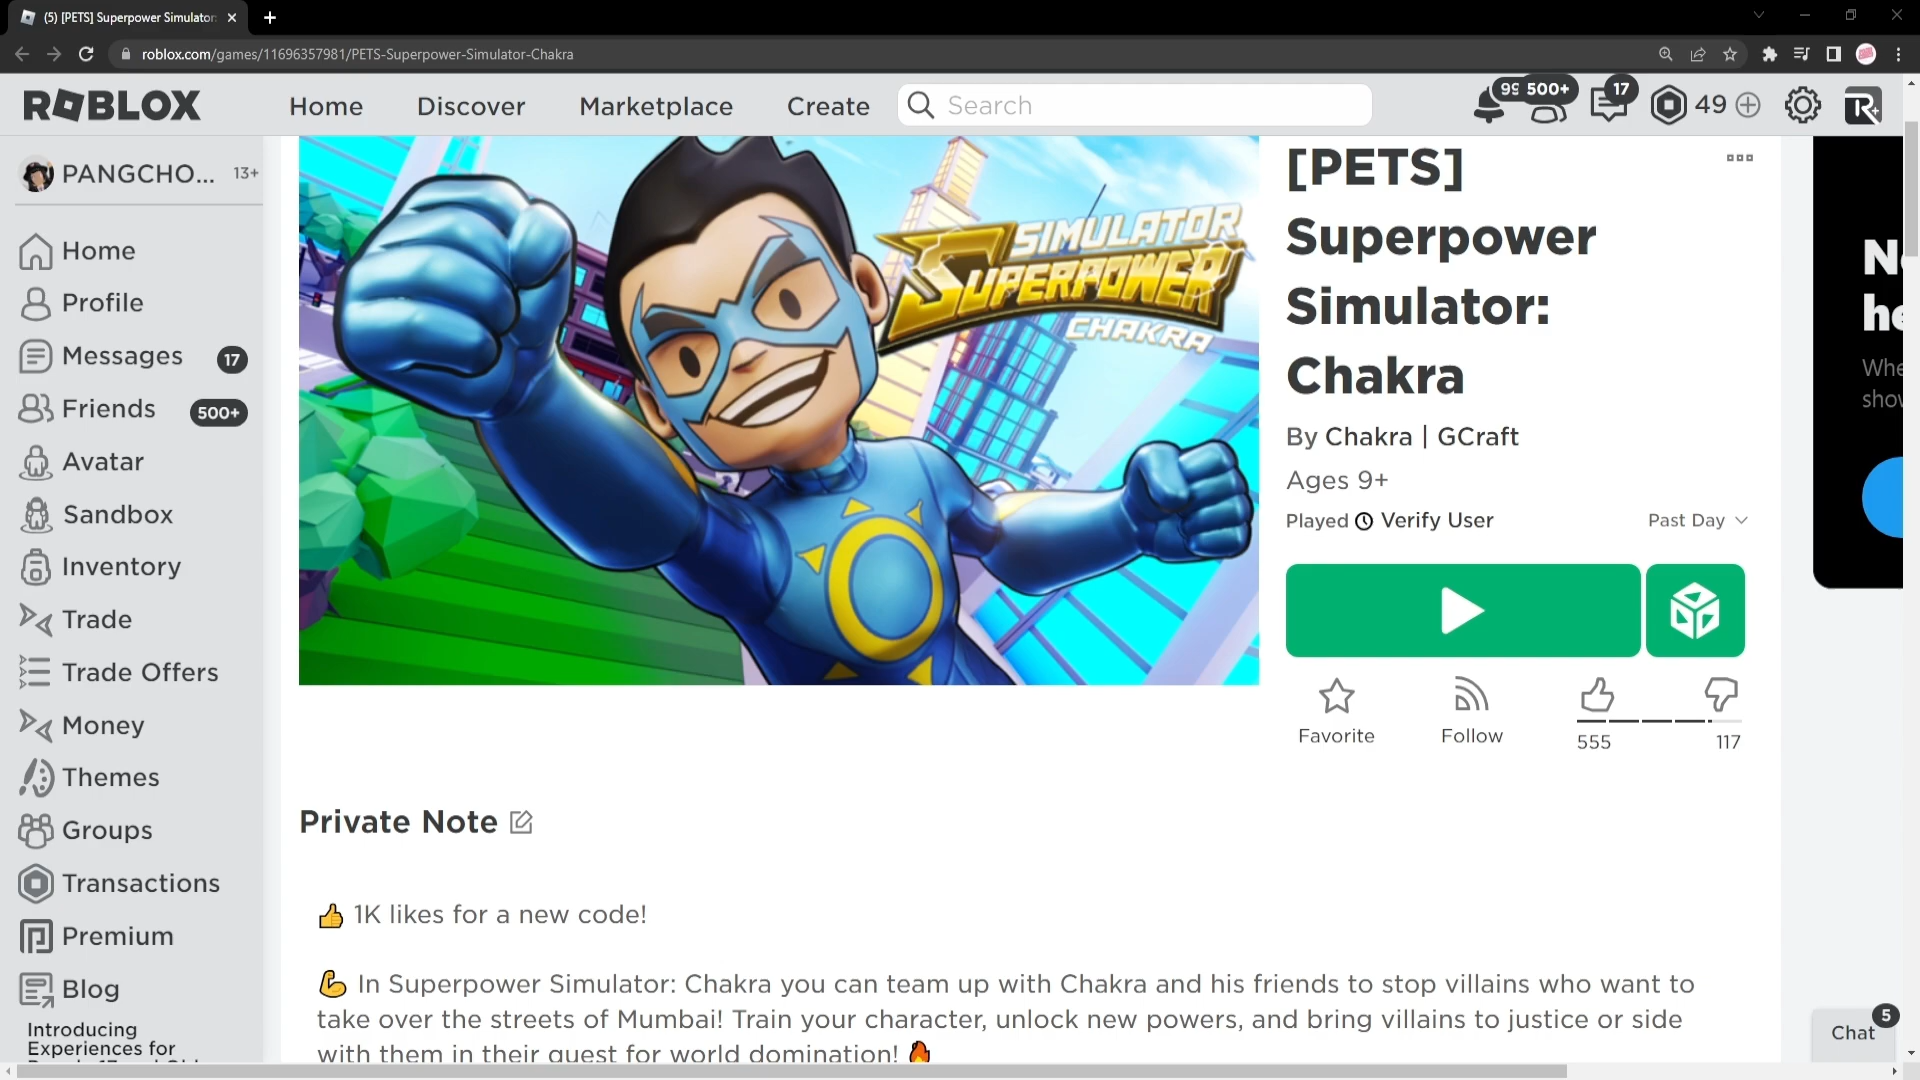 (5) [PETS] Superpower Simulator:
roblox.com/games/11696357981/PETS-Superpower-Simulator-Chakra
ROBLOX
Home
Discover
Marketplace
Create
Search
99
500+
17
49
PANGCHO...
13+
Home
Profile
Messages
17
Friends
500+
Avatar
Sandbox
Inventory
Trade
Trade Offers
Money
Themes
Groups
Transactions
Premium
Blog
Introducing
Experiences for
SIMULATOR
SUPERPOWER
CHAKRA
[PETS]
Superpower
Simulator:
Chakra
By Chakra | GCraft
Ages 9+
Played Verify User
Past Day
Favorite
Follow
555
117
Private Note
👍 1K likes for a new code!
💪 In Superpower Simulator: Chakra you can team up with Chakra and his friends to stop villains who want to
take over the streets of Mumbai! Train your character, unlock new powers, and bring villains to justice or side
with them in their quest for world domination! 🔥
Chat
5